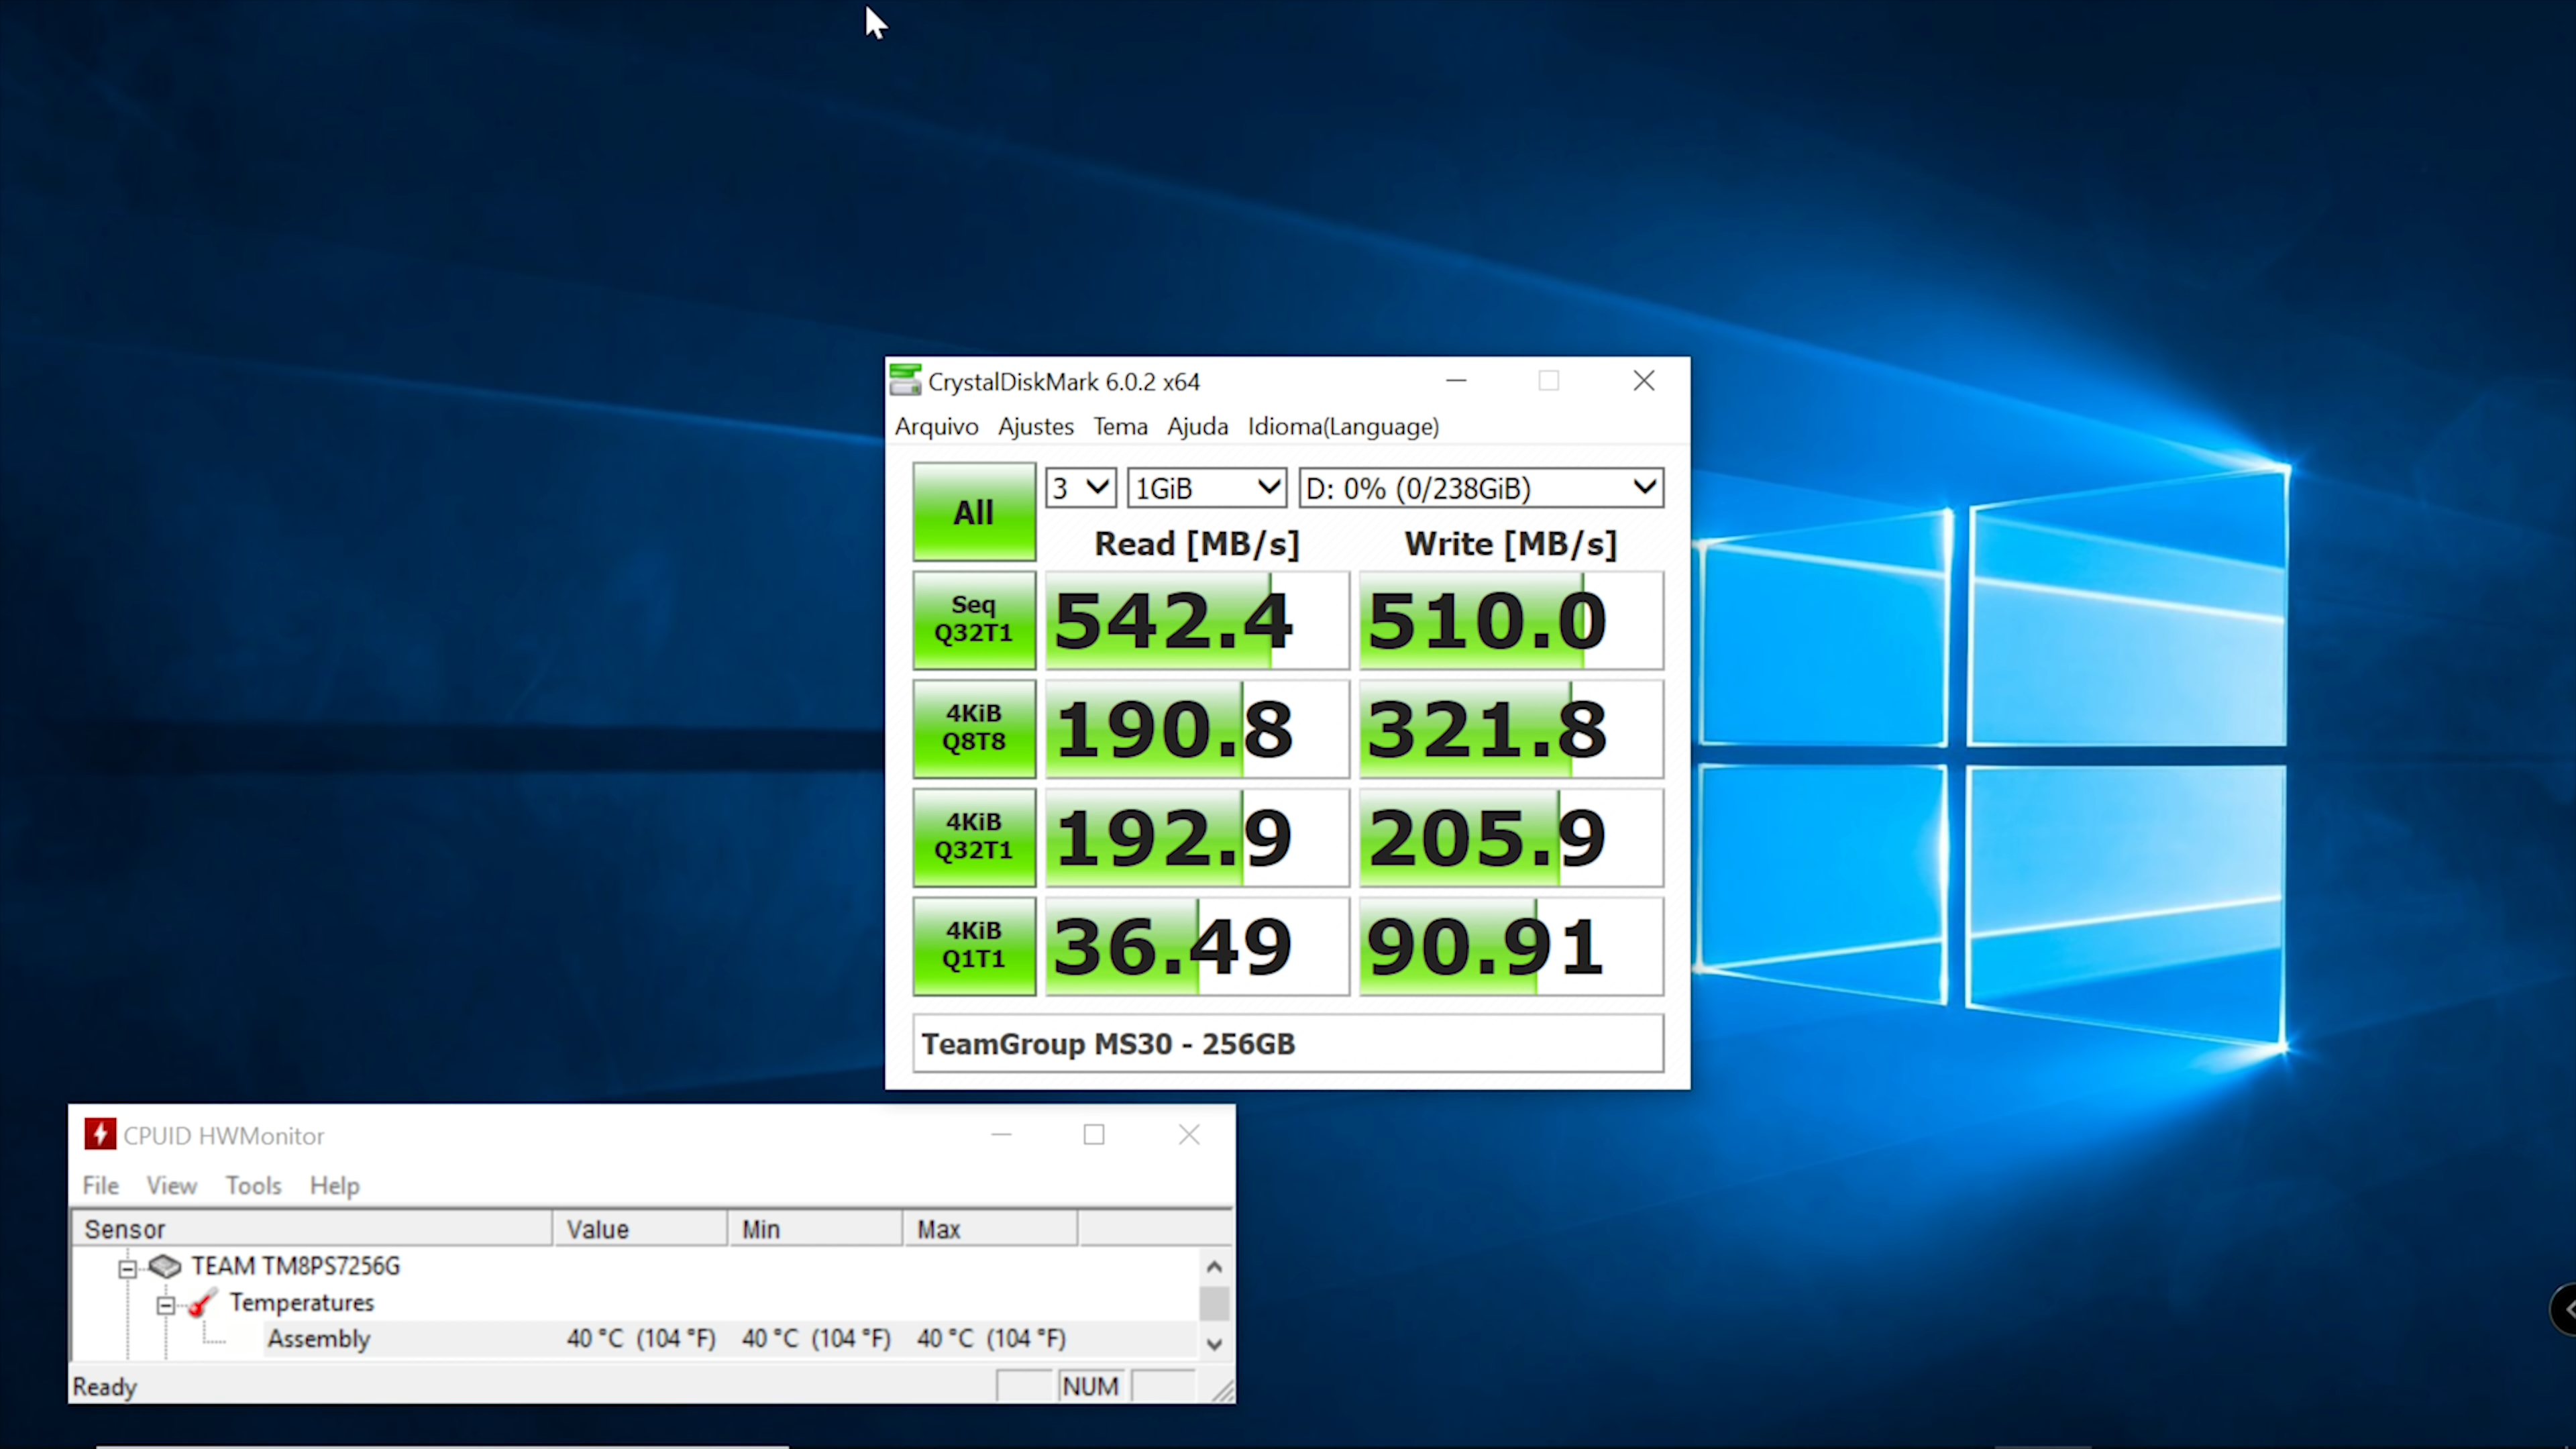 CrystalDiskMark 6.0.2 x64
Arquivo Ajustes Tema Ajuda Idioma(Language)
All 3 1GiB D: 0% (0/238GiB)
Read [MB/s] Write [MB/s]
Seq Q32T1 542.4 510.0
4KiB Q8T8 190.8 321.8
4KiB Q32T1 192.9 205.9
4KiB Q1T1 36.49 90.91
TeamGroup MS30 - 256GB
CPUID HWMonitor
File View Tools Help
Sensor Value Min Max
TEAM TM8PS7256G
Temperatures
Assembly 40 °C (104 °F) 40 °C (104 °F) 40 °C (104 °F)
Ready NUM